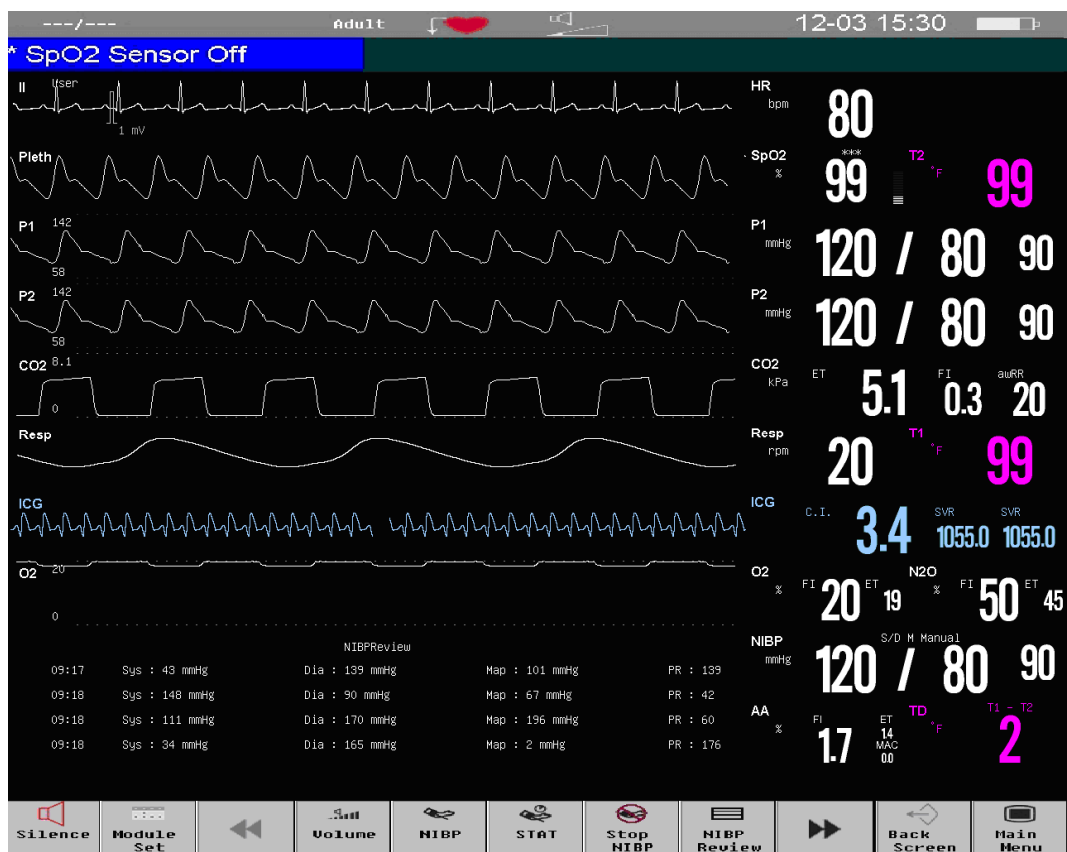 ---/--- Adult 12-03 15:30
* SpO2 Sensor Off
II User
1 mV
HR
bpm
80
Pleth
SpO2
%
***
99
T2
°F
99
P1 142
58
P1
mmHg
120 / 80 90
P2 142
58
P2
mmHg
120 / 80 90
CO2 8.1
0
CO2
kPa
ET 5.1 FI 0.3 awRR 20
Resp
Resp
rpm
20
T1
°F
99
ICG
ICG
C.I. 3.4 SVR 1055.0 SVR 1055.0
O2 20
0
O2
%
FI 20 ET 19
N2O
%
FI 50 ET 45
NIBPReview
09:17 Sys : 43 mmHg Dia : 139 mmHg Map : 101 mmHg PR : 139
09:18 Sys : 148 mmHg Dia : 90 mmHg Map : 67 mmHg PR : 42
09:18 Sys : 111 mmHg Dia : 170 mmHg Map : 196 mmHg PR : 60
09:18 Sys : 34 mmHg Dia : 165 mmHg Map : 2 mmHg PR : 176
NIBP
mmHg
S/D M Manual
120 / 80 90
AA
%
FI
1.7
ET
1.4
MAC
0.0
TD
°F
T1 - T2
2
Silence
Module Set
Volume
NIBP
STAT
Stop NIBP
NIBP Review
Back Screen
Main Menu